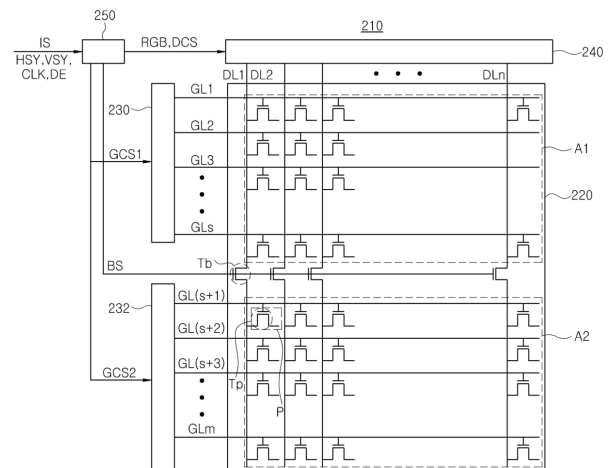 250
210
IS
RGB,DCS
HSY,VSY,
CLK,DE
240
DL1 DL2 • • • DLn
230
GL1
GL2
A1
GCS1
GL3
220
GLs
Tb
BS
232
GL(s+1)
GL(s+2)
A2
GL(s+3)
GCS2
Tp
P
GLm